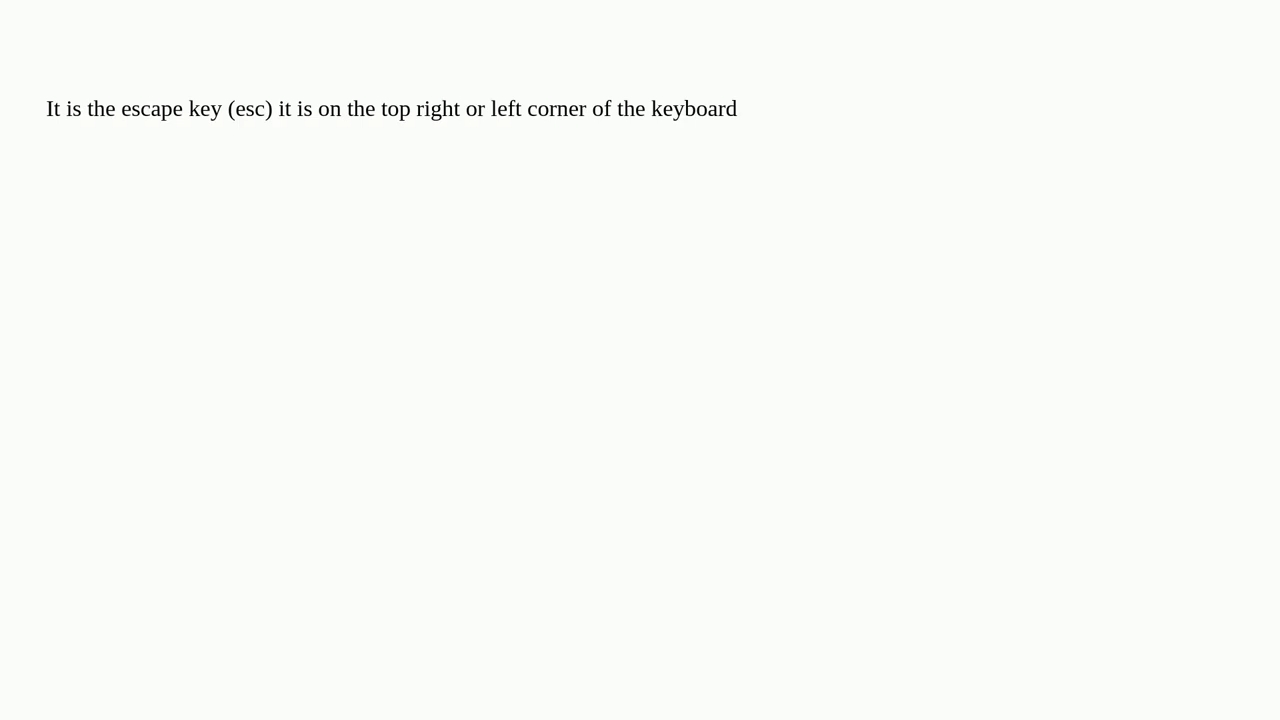 It is the escape key (esc) it is on the top right or left corner of the keyboard